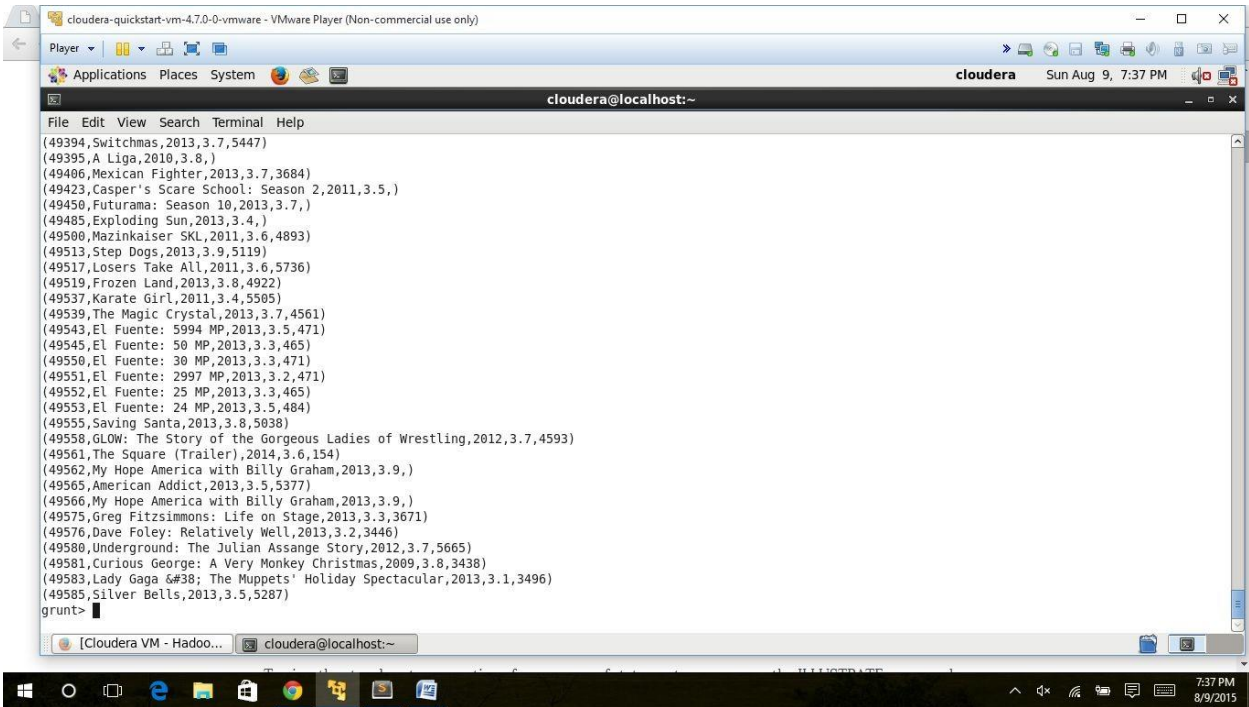 cloudera-quickstart-vm-4.7.0-0-vmware - VMware Player (Non-commercial use only)
Player
Applications Places System
cloudera Sun Aug 9, 7:37 PM
cloudera@localhost:~
File Edit View Search Terminal Help
(49394,Switchmas,2013,3.7,5447)
(49395,A Liga,2010,3.8,)
(49406,Mexican Fighter,2013,3.7,3684)
(49423,Casper's Scare School: Season 2,2011,3.5,)
(49450,Futurama: Season 10,2013,3.7,)
(49485,Exploding Sun,2013,3.4,)
(49500,Mazinkaiser SKL,2011,3.6,4893)
(49513,Step Dogs,2013,3.9,5119)
(49517,Losers Take All,2011,3.6,5736)
(49519,Frozen Land,2013,3.8,4922)
(49537,Karate Girl,2011,3.4,5505)
(49539,The Magic Crystal,2013,3.7,4561)
(49543,El Fuente: 5994 MP,2013,3.5,471)
(49545,El Fuente: 50 MP,2013,3.3,465)
(49550,El Fuente: 30 MP,2013,3.3,471)
(49551,El Fuente: 2997 MP,2013,3.2,471)
(49552,El Fuente: 25 MP,2013,3.3,465)
(49553,El Fuente: 24 MP,2013,3.5,484)
(49555,Saving Santa,2013,3.8,5038)
(49558,GLOW: The Story of the Gorgeous Ladies of Wrestling,2012,3.7,4593)
(49561,The Square (Trailer),2014,3.6,154)
(49562,My Hope America with Billy Graham,2013,3.9,)
(49565,American Addict,2013,3.5,5377)
(49566,My Hope America with Billy Graham,2013,3.9,)
(49575,Greg Fitzsimmons: Life on Stage,2013,3.3,3671)
(49576,Dave Foley: Relatively Well,2013,3.2,3446)
(49580,Underground: The Julian Assange Story,2012,3.7,5665)
(49581,Curious George: A Very Monkey Christmas,2009,3.8,3438)
(49583,Lady Gaga &#38; The Muppets' Holiday Spectacular,2013,3.1,3496)
(49585,Silver Bells,2013,3.5,5287)
grunt>
[Cloudera VM - Hadoo... cloudera@localhost:~
7:37 PM
8/9/2015